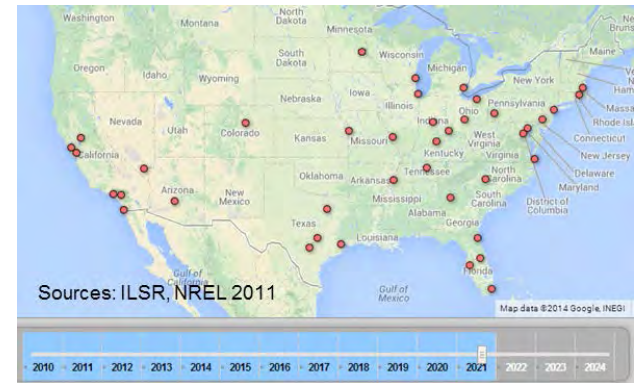 Washington
Montana
North
Dakota
Minnesota
New
Bruns
Maine
Oregon
Idaho
Wyoming
South
Dakota
Wisconsin
Michigan
New York
Ham
Massa
Rhode Isl
Connecticut
New Jersey
Delaware
Maryland
District of
Columbia
Nevada
Utah
Colorado
Nebraska
Iowa
Illinois
Indiana
Ohio
Pennsylvania
West
Virginia
Virginia
Kansas
Missouri
Kentucky
California
Arizona
New
Mexico
Oklahoma
Arkansas
Tennessee
North
Carolina
South
Carolina
Mississippi
Alabama
Georgia
Texas
Louisiana
Florida
Gulf of
California
Gulf of
Mexico
Sources: ILSR, NREL 2011
Map data ©2014 Google, INEGI
2010 2011 2012 2013 2014 2015 2016 2017 2018 2019 2020 2021 2022 2023 2024